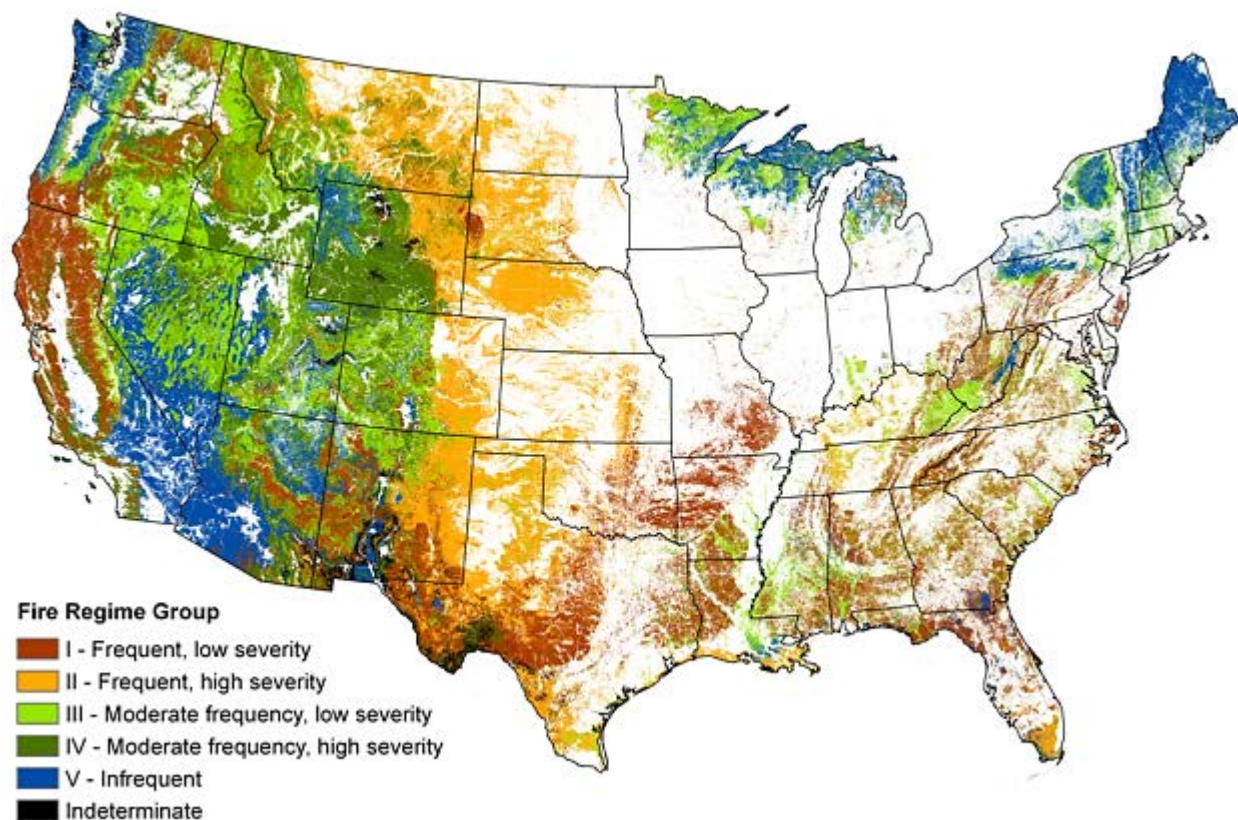 Fire Regime Group
I - Frequent, low severity
II - Frequent, high severity
III - Moderate frequency, low severity
IV - Moderate frequency, high severity
V - Infrequent
Indeterminate